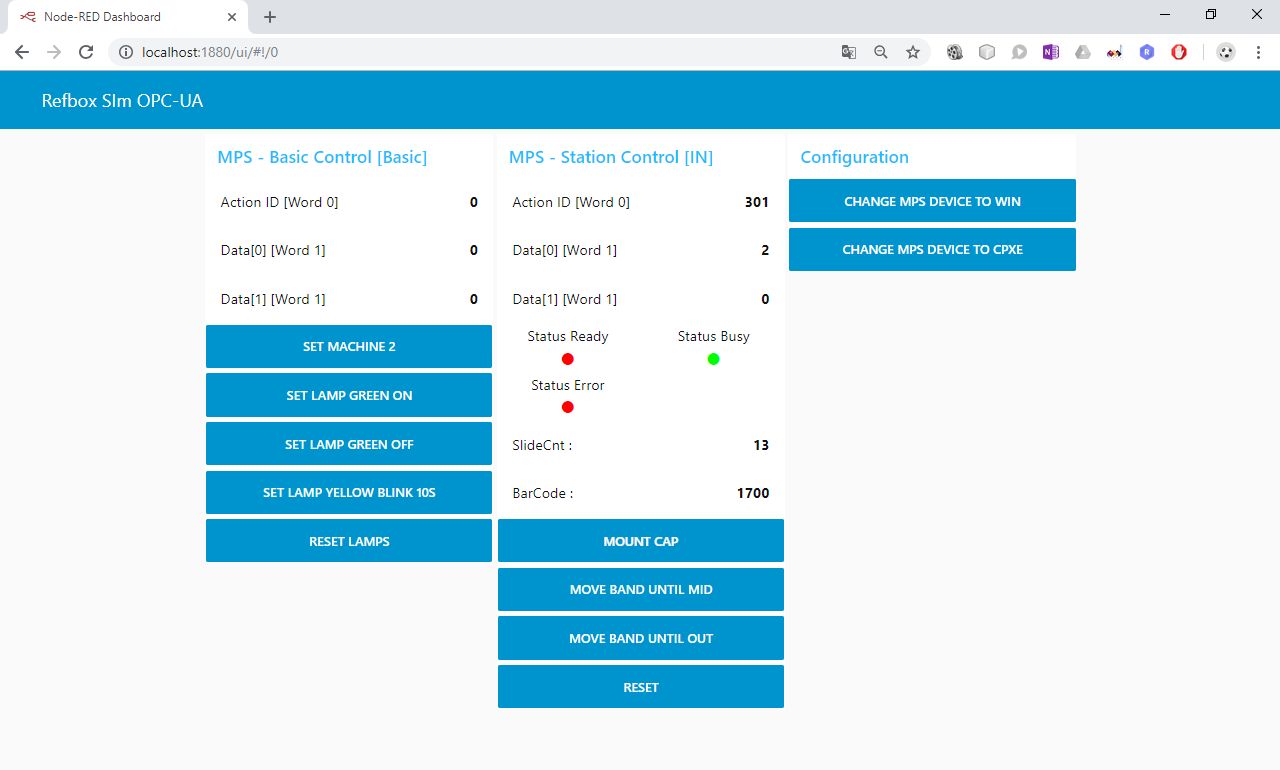 Node-RED Dashboard
localhost:1880/ui/#!/0
Refbox SIm OPC-UA
MPS - Basic Control [Basic]
Action ID [Word 0] 0
Data[0] [Word 1] 0
Data[1] [Word 1] 0
SET MACHINE 2
SET LAMP GREEN ON
SET LAMP GREEN OFF
SET LAMP YELLOW BLINK 10S
RESET LAMPS
MPS - Station Control [IN]
Action ID [Word 0] 301
Data[0] [Word 1] 2
Data[1] [Word 1] 0
Status Ready Status Busy
Status Error
SlideCnt : 13
BarCode : 1700
MOUNT CAP
MOVE BAND UNTIL MID
MOVE BAND UNTIL OUT
RESET
Configuration
CHANGE MPS DEVICE TO WIN
CHANGE MPS DEVICE TO CPXE